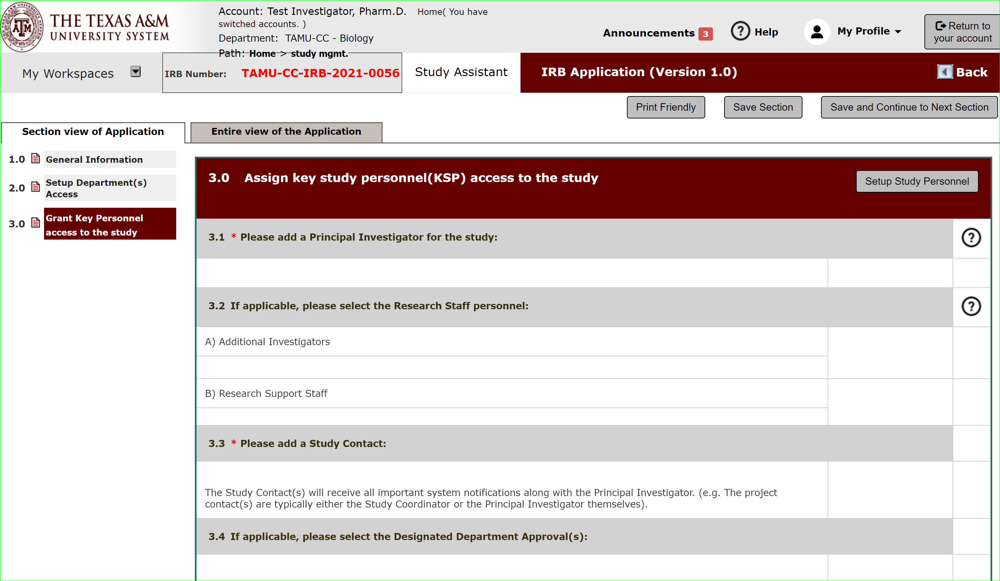 THE TEXAS A&M
UNIVERSITY SYSTEM
Account: Test Investigator, Pharm.D. Home( You have
switched accounts. )
Department: TAMU-CC - Biology
Path: Home > study mgmt.
Announcements 3
Help
My Profile
Return to
your account
My Workspaces
IRB Number: TAMU-CC-IRB-2021-0056
Study Assistant
IRB Application (Version 1.0)
Back
Print Friendly
Save Section
Save and Continue to Next Section
Section view of Application
Entire view of the Application
1.0 General Information
2.0 Setup Department(s)
Access
3.0 Grant Key Personnel
access to the study
3.0 Assign key study personnel(KSP) access to the study
Setup Study Personnel
3.1 * Please add a Principal Investigator for the study:
?
3.2 If applicable, please select the Research Staff personnel:
?
A) Additional Investigators
B) Research Support Staff
3.3 * Please add a Study Contact:
The Study Contact(s) will receive all important system notifications along with the Principal Investigator. (e.g. The project
contact(s) are typically either the Study Coordinator or the Principal Investigator themselves).
3.4 If applicable, please select the Designated Department Approval(s):